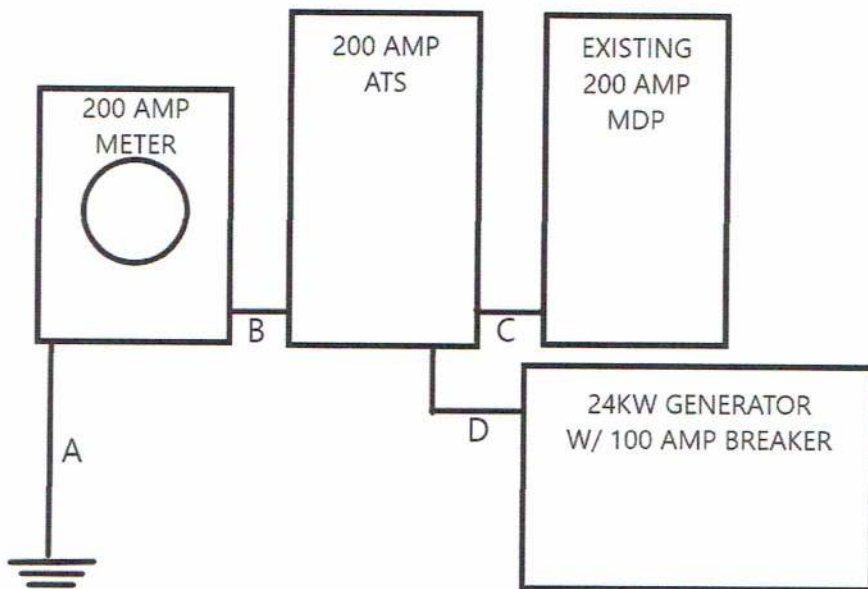 200 AMP
METER
200 AMP
ATS
EXISTING
200 AMP
MDP
B
C
A
D
24KW GENERATOR
W/ 100 AMP BREAKER